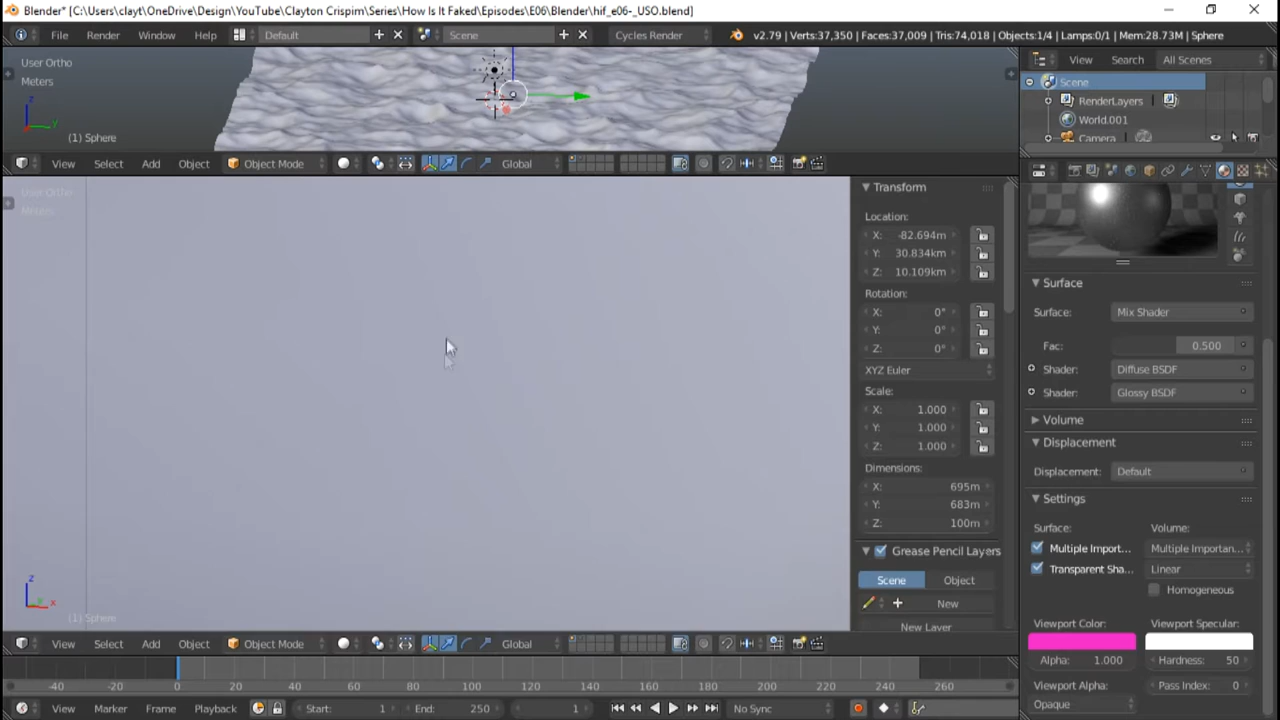 Blender* [C:\Users\clayt\OneDrive\Design\YouTube\Clayton Crispim\Series\How Is It Faked\Episodes\E06\Blender\hif_e06-_USO.blend]
File Render Window Help Default Scene Cycles Render v2.79 | Verts:37,350 | Faces:37,009 | Tris:74,018 | Objects:1/4 | Lamps:0/1 | Mem:28.73M | Sphere
User Ortho
Meters
(1) Sphere
View Select Add Object Object Mode Global
View Search All Scenes
Scene
RenderLayers
World.001
Camera
User Ortho
Meters
(1) Sphere
Transform
Location:
X: -82.694m
Y: 30.834km
Z: 10.109km
Rotation:
X: 0°
Y: 0°
Z: 0°
XYZ Euler
Scale:
X: 1.000
Y: 1.000
Z: 1.000
Dimensions:
X: 695m
Y: 683m
Z: 100m
Grease Pencil Layers
Scene Object
New
New Layer
Surface
Surface: Mix Shader
Fac: 0.500
Shader: Diffuse BSDF
Shader: Glossy BSDF
Volume
Displacement
Displacement: Default
Settings
Surface: Volume:
Multiple Import... Multiple Importan...
Transparent Sha... Linear
Homogeneous
Viewport Color: Viewport Specular:
Alpha: 1.000 Hardness: 50
Viewport Alpha: Pass Index: 0
Opaque
View Select Add Object Object Mode Global
-40 -20 0 20 40 60 80 100 120 140 160 180 200 220 240 260
View Marker Frame Playback Start: 1 End: 250 1 No Sync